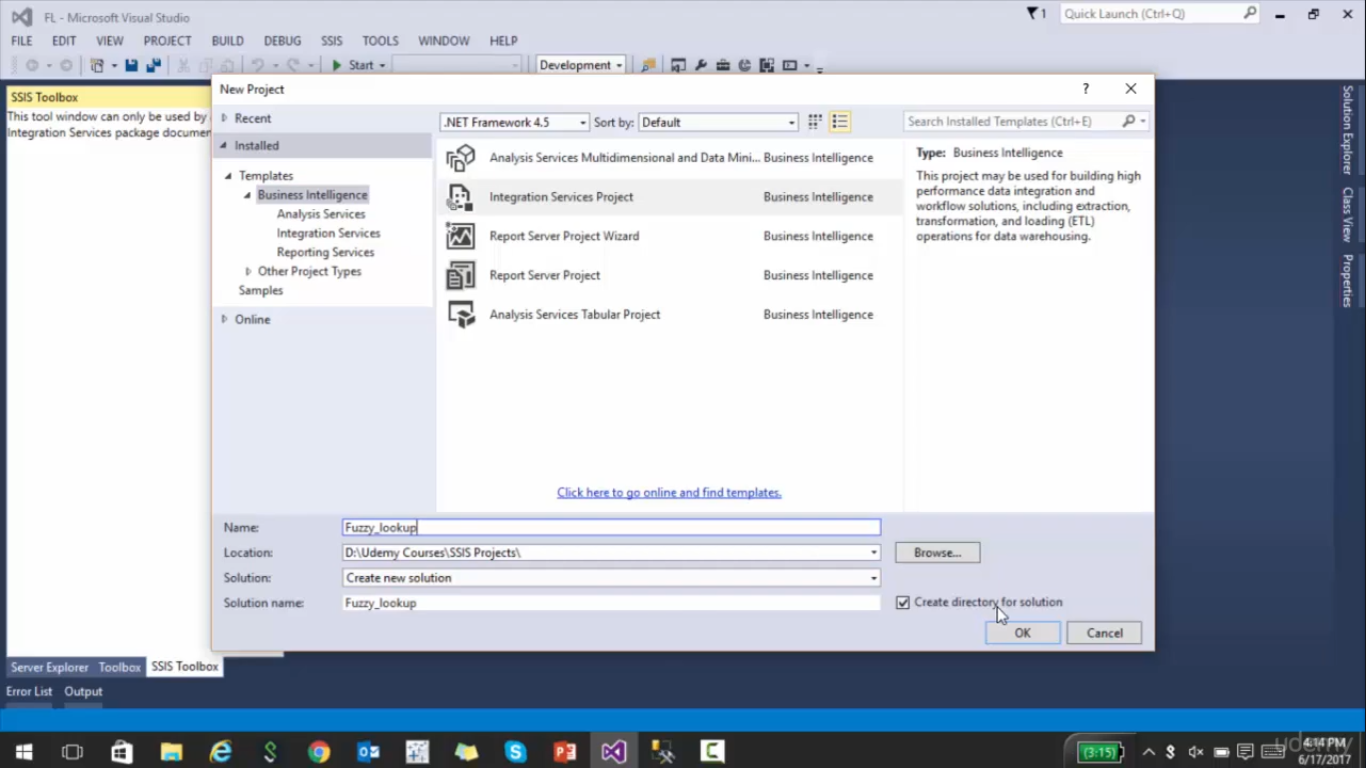 FL - Microsoft Visual Studio
1
Quick Launch (Ctrl+Q)
FILE EDIT VIEW PROJECT BUILD DEBUG SSIS TOOLS WINDOW HELP
Start
Development
SSIS Toolbox
This tool window can only be used by
Integration Services package documen
New Project
?
Recent
.NET Framework 4.5
Sort by: Default
Search Installed Templates (Ctrl+E)
Installed
Templates
Business Intelligence
Analysis Services
Integration Services
Reporting Services
Other Project Types
Samples
Online
Analysis Services Multidimensional and Data Mini... Business Intelligence
Integration Services Project Business Intelligence
Report Server Project Wizard Business Intelligence
Report Server Project Business Intelligence
Analysis Services Tabular Project Business Intelligence
Click here to go online and find templates.
Type: Business Intelligence
This project may be used for building high
performance data integration and
workflow solutions, including extraction,
transformation, and loading (ETL)
operations for data warehousing.
Name: Fuzzy_lookup
Location: D:\Udemy Courses\SSIS Projects\
Browse...
Solution: Create new solution
Solution name: Fuzzy_lookup
Create directory for solution
OK Cancel
Solution Explorer
Class View
Properties
Server Explorer Toolbox SSIS Toolbox
Error List Output
(3:15)
udemy
4:14 PM
6/17/2017